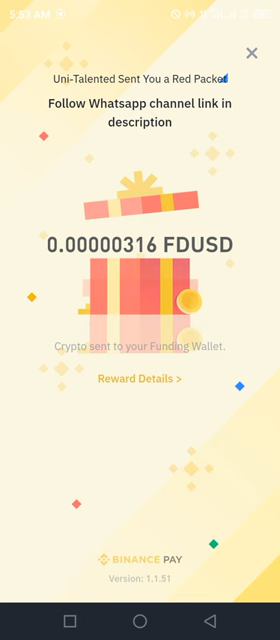 5:53 AM
Uni-Talented Sent You a Red Packet
Follow Whatsapp channel link in
description
0.00000316 FDUSD
Crypto sent to your Funding Wallet.
Reward Details >
BINANCE PAY
Version: 1.1.51